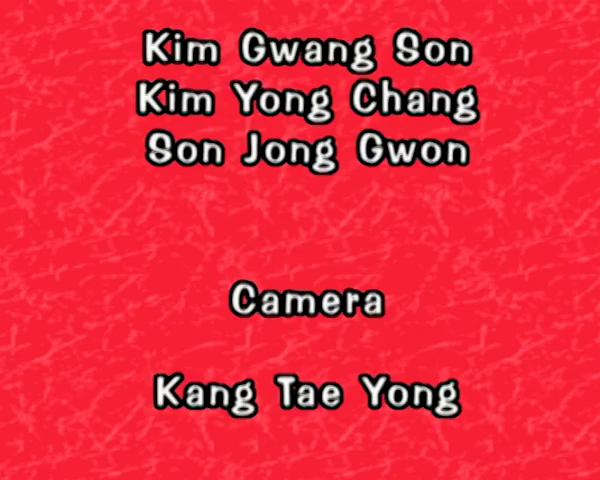 Kim Gwang Son
Kim Yong Chang
Son Jong Gwon
Camera
Kang Tae Yong